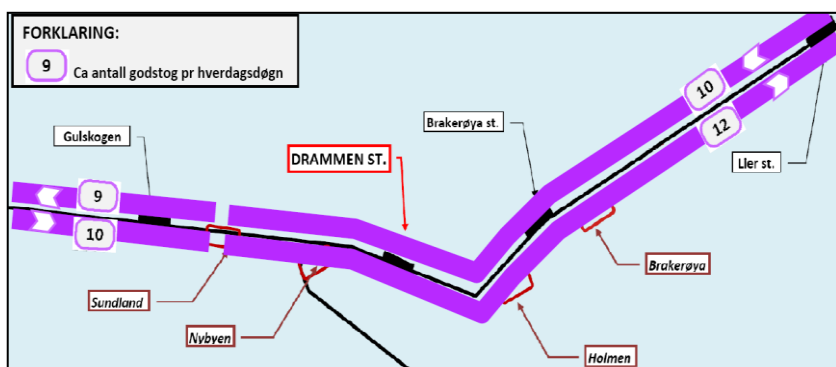 FORKLARING:
9 Ca antall godstog pr hverdagsdøgn
Gulskogen
Brakerøya st.
DRAMMEN ST.
10
12
LIer st.
9
10
Sundland
Nybyen
Brakerøya
Holmen